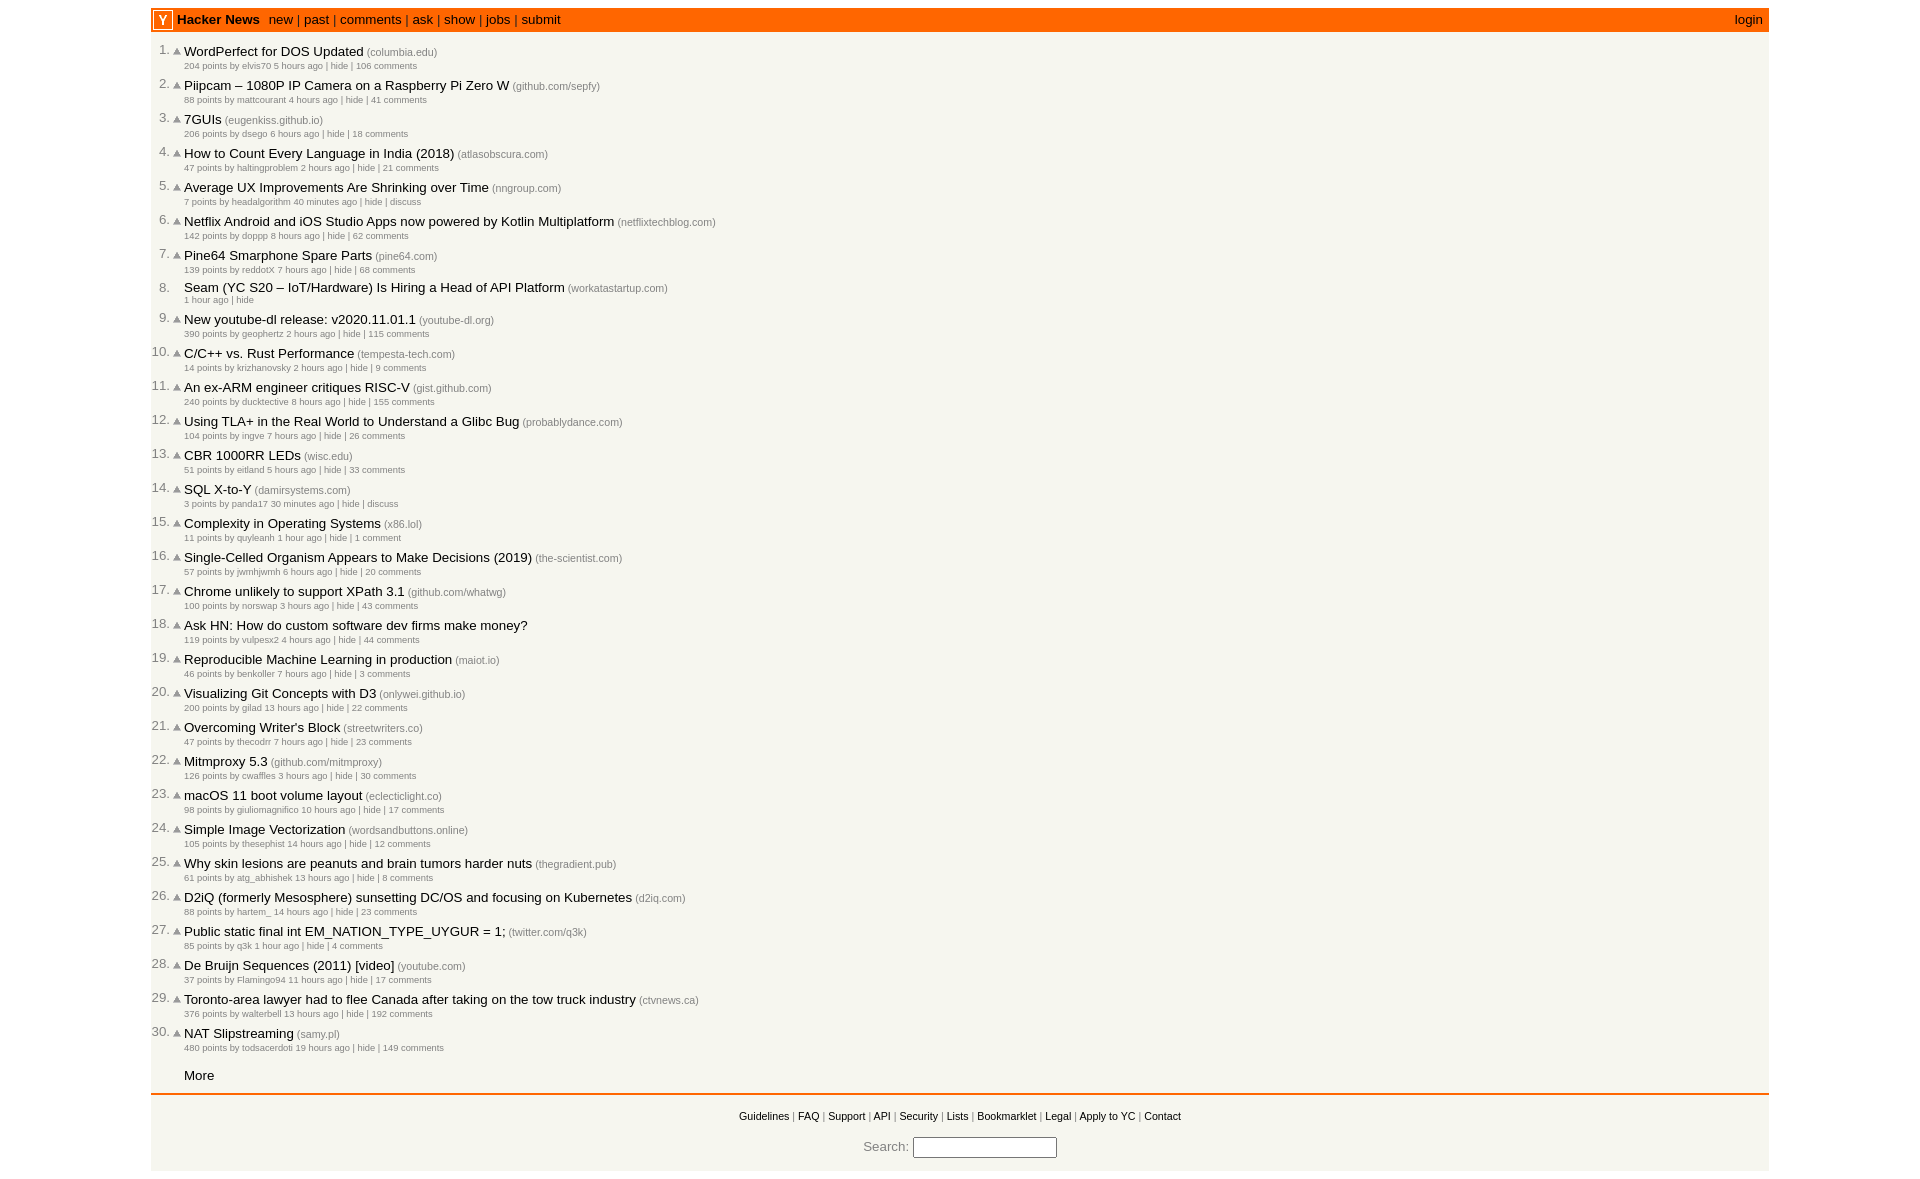 Y Hacker News new | past | comments | ask | show | jobs | submit login
1. WordPerfect for DOS Updated (columbia.edu)
204 points by elvis70 5 hours ago | hide | 106 comments
2. Piipcam – 1080P IP Camera on a Raspberry Pi Zero W (github.com/sepfy)
88 points by mattcourant 4 hours ago | hide | 41 comments
3. 7GUIs (eugenkiss.github.io)
206 points by dsego 6 hours ago | hide | 18 comments
4. How to Count Every Language in India (2018) (atlasobscura.com)
47 points by haltingproblem 2 hours ago | hide | 21 comments
5. Average UX Improvements Are Shrinking over Time (nngroup.com)
7 points by headalgorithm 40 minutes ago | hide | discuss
6. Netflix Android and iOS Studio Apps now powered by Kotlin Multiplatform (netflixtechblog.com)
142 points by doppp 8 hours ago | hide | 62 comments
7. Pine64 Smarphone Spare Parts (pine64.com)
139 points by reddotX 7 hours ago | hide | 68 comments
8. Seam (YC S20 – IoT/Hardware) Is Hiring a Head of API Platform (workatastartup.com)
1 hour ago | hide
9. New youtube-dl release: v2020.11.01.1 (youtube-dl.org)
390 points by geophertz 2 hours ago | hide | 115 comments
10. C/C++ vs. Rust Performance (tempesta-tech.com)
14 points by krizhanovsky 2 hours ago | hide | 9 comments
11. An ex-ARM engineer critiques RISC-V (gist.github.com)
240 points by ducktective 8 hours ago | hide | 155 comments
12. Using TLA+ in the Real World to Understand a Glibc Bug (probablydance.com)
104 points by ingve 7 hours ago | hide | 26 comments
13. CBR 1000RR LEDs (wisc.edu)
51 points by eitland 5 hours ago | hide | 33 comments
14. SQL X-to-Y (damirsystems.com)
3 points by panda17 30 minutes ago | hide | discuss
15. Complexity in Operating Systems (x86.lol)
11 points by quyleanh 1 hour ago | hide | 1 comment
16. Single-Celled Organism Appears to Make Decisions (2019) (the-scientist.com)
57 points by jwmhjwmh 6 hours ago | hide | 20 comments
17. Chrome unlikely to support XPath 3.1 (github.com/whatwg)
100 points by norswap 3 hours ago | hide | 43 comments
18. Ask HN: How do custom software dev firms make money?
119 points by vulpesx2 4 hours ago | hide | 44 comments
19. Reproducible Machine Learning in production (maiot.io)
46 points by benkoller 7 hours ago | hide | 3 comments
20. Visualizing Git Concepts with D3 (onlywei.github.io)
200 points by gilad 13 hours ago | hide | 22 comments
21. Overcoming Writer's Block (streetwriters.co)
47 points by thecodrr 7 hours ago | hide | 23 comments
22. Mitmproxy 5.3 (github.com/mitmproxy)
126 points by cwaffles 3 hours ago | hide | 30 comments
23. macOS 11 boot volume layout (eclecticlight.co)
98 points by giuliomagnifico 10 hours ago | hide | 17 comments
24. Simple Image Vectorization (wordsandbuttons.online)
105 points by thesephist 14 hours ago | hide | 12 comments
25. Why skin lesions are peanuts and brain tumors harder nuts (thegradient.pub)
61 points by atg_abhishek 13 hours ago | hide | 8 comments
26. D2iQ (formerly Mesosphere) sunsetting DC/OS and focusing on Kubernetes (d2iq.com)
88 points by hartem_ 14 hours ago | hide | 23 comments
27. Public static final int EM_NATION_TYPE_UYGUR = 1; (twitter.com/q3k)
85 points by q3k 1 hour ago | hide | 4 comments
28. De Bruijn Sequences (2011) [video] (youtube.com)
37 points by Flamingo94 11 hours ago | hide | 17 comments
29. Toronto-area lawyer had to flee Canada after taking on the tow truck industry (ctvnews.ca)
376 points by walterbell 13 hours ago | hide | 192 comments
30. NAT Slipstreaming (samy.pl)
480 points by todsacerdoti 19 hours ago | hide | 149 comments
More
Guidelines | FAQ | Support | API | Security | Lists | Bookmarklet | Legal | Apply to YC | Contact
Search: